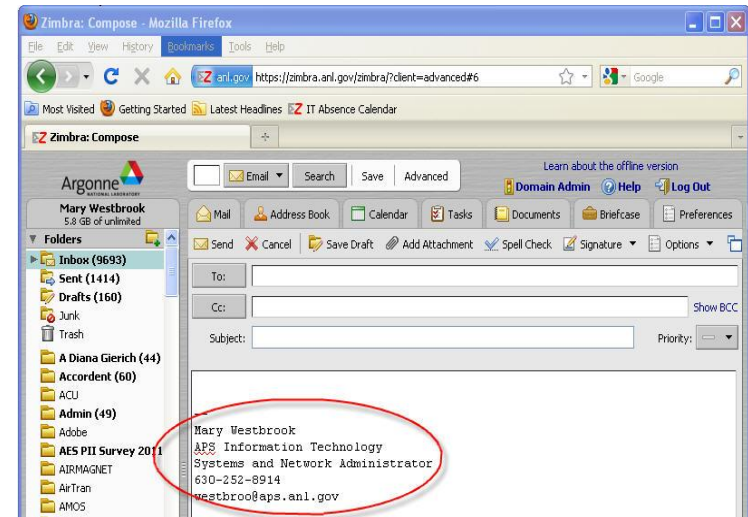 Zimbra: Compose - Mozilla Firefox
File Edit View History Bookmarks Tools Help
Z anl.gov https://zimbra.anl.gov/zimbra/?client=advanced#6 Google
Most Visited Getting Started Latest Headlines Z IT Absence Calendar
Z Zimbra: Compose
Learn about the offline version
Argonne Email Search Save Advanced Domain Admin Help Log Out
NATIONAL LABORATORY
Mary Westbrook Mail Address Book Calendar Tasks Documents Briefcase Preferences
5.8 GB of unlimited
Folders Send Cancel Save Draft Add Attachment Spell Check Signature Options
Inbox (9693)
Sent (1414) To:
Drafts (160)
Junk Cc: Show BCC
Trash Subject: Priority:
A Diana Gierich (44)
Accordent (60)
ACU
Admin (49) --
Adobe Mary Westbrook
AES PII Survey 2011 APS Information Technology
AIRMAGNET Systems and Network Administrator
AirTran 630-252-8914
AMOS westbroo@aps.anl.gov